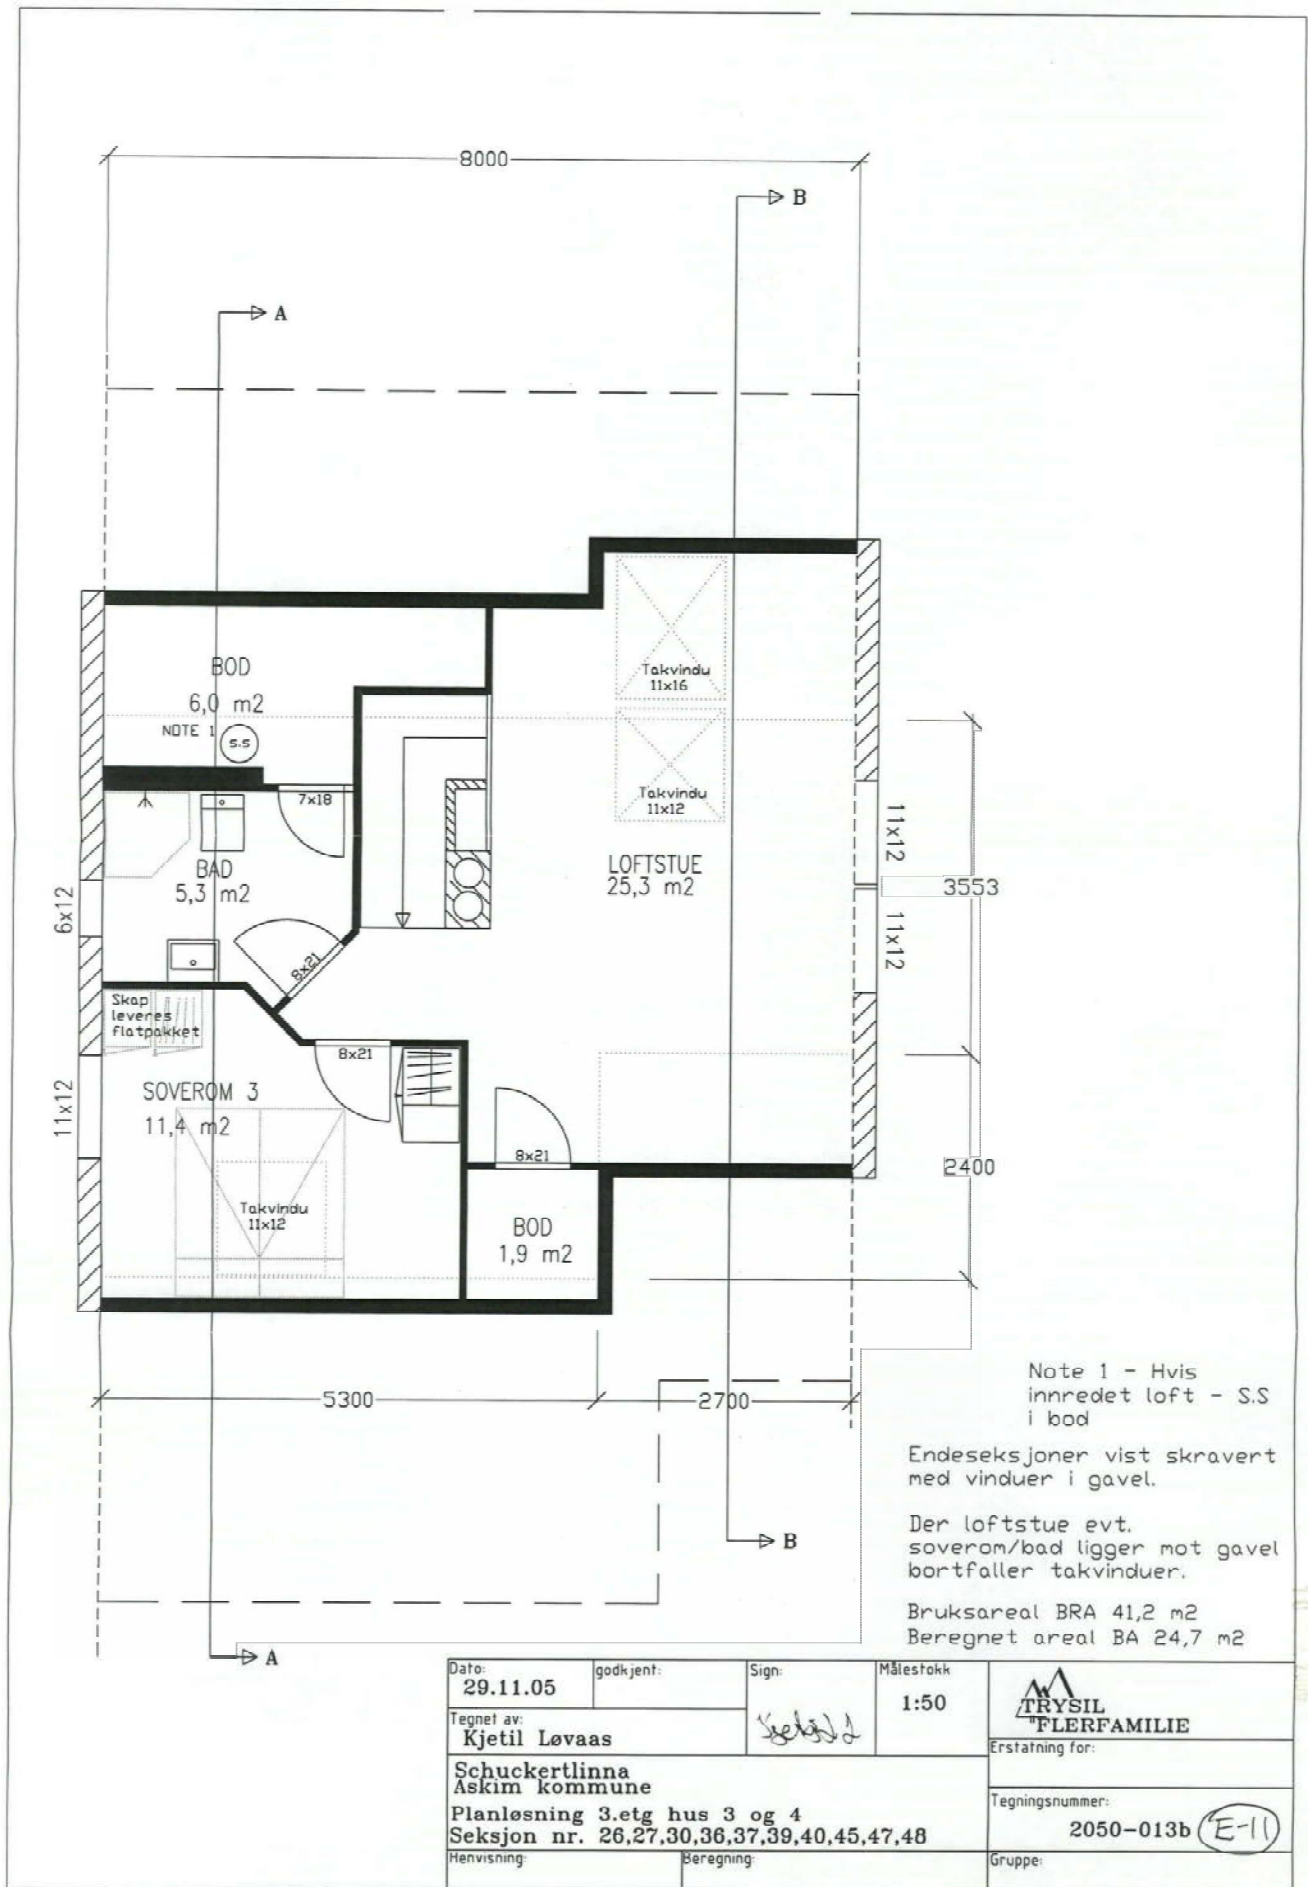 8000
B
A
BOD
6,0 m2
NOTE 1
S.S
Takvindu
11x16
Takvindu
11x12
7x18
BAD
5,3 m2
LOFTSTUE
25,3 m2
11x12
3553
11x12
6x12
8x21
Skap
leveres
flatpakket
8x21
SOVEROM 3
11,4 m2
11x12
8x21
2400
Takvindu
11x12
BOD
1,9 m2
5300
2700
Note 1 - Hvis
innredet loft - S.S
i bod
Endeseksjoner vist skravert
med vinduer i gavel.
Der loftstue evt.
soverom/bad ligger mot gavel
bortfaller takvinduer.
B
Bruksareal BRA 41,2 m2
Beregnet areal BA 24,7 m2
A
Dato:
29.11.05
godkjent:
Sign:
Målestokk
1:50
TRYSIL
"FLERFAMILIE
Tegnet av:
Kjetil Løvaas
Erstatning for:
Schuckertlinna
Askim kommune
Planløsning 3.etg hus 3 og 4
Seksjon nr. 26,27,30,36,37,39,40,45,47,48
Tegningsnummer:
2050-013b E-11
Henvisning:
Beregning:
Gruppe: